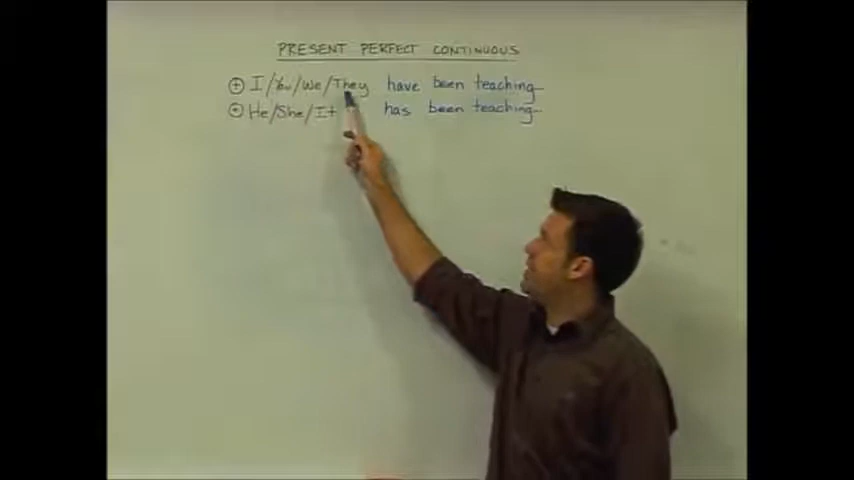 PRESENT PERFECT CONTINUOUS
⊕ I/You/We/They have been teaching
⊕ He/She/It has been teaching